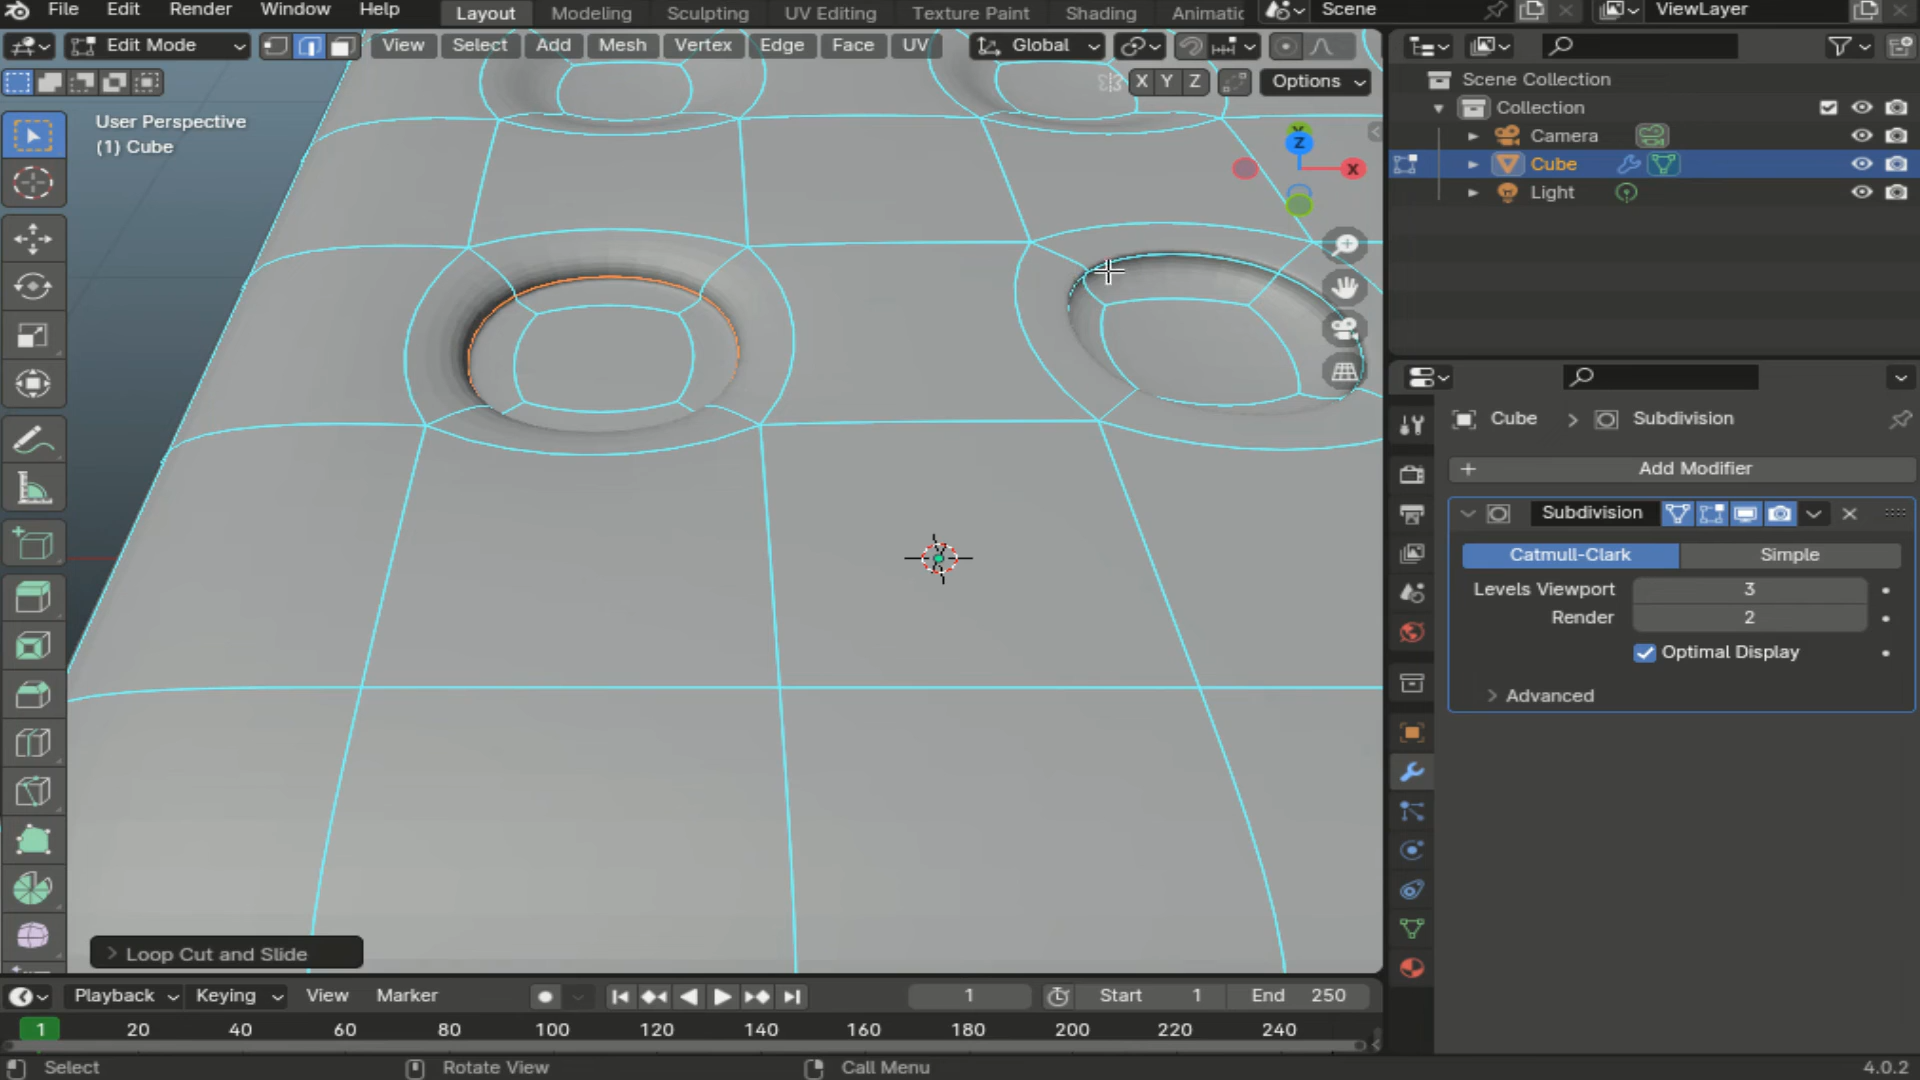 File Edit Render Window Help Layout Modeling Sculpting UV Editing Texture Paint Shading Animatic Scene ViewLayer
Edit Mode View Select Add Mesh Vertex Edge Face UV Global
X Y Z Options
User Perspective
(1) Cube
Z
X
Y
Loop Cut and Slide
Scene Collection
Collection
Camera
Cube
Light
Cube > Subdivision
+ Add Modifier
Subdivision
Catmull-Clark Simple
Levels Viewport 3
Render 2
Optimal Display
> Advanced
Playback Keying View Marker 1 Start 1 End 250
1 20 40 60 80 100 120 140 160 180 200 220 240
Select Rotate View Call Menu 4.0.2